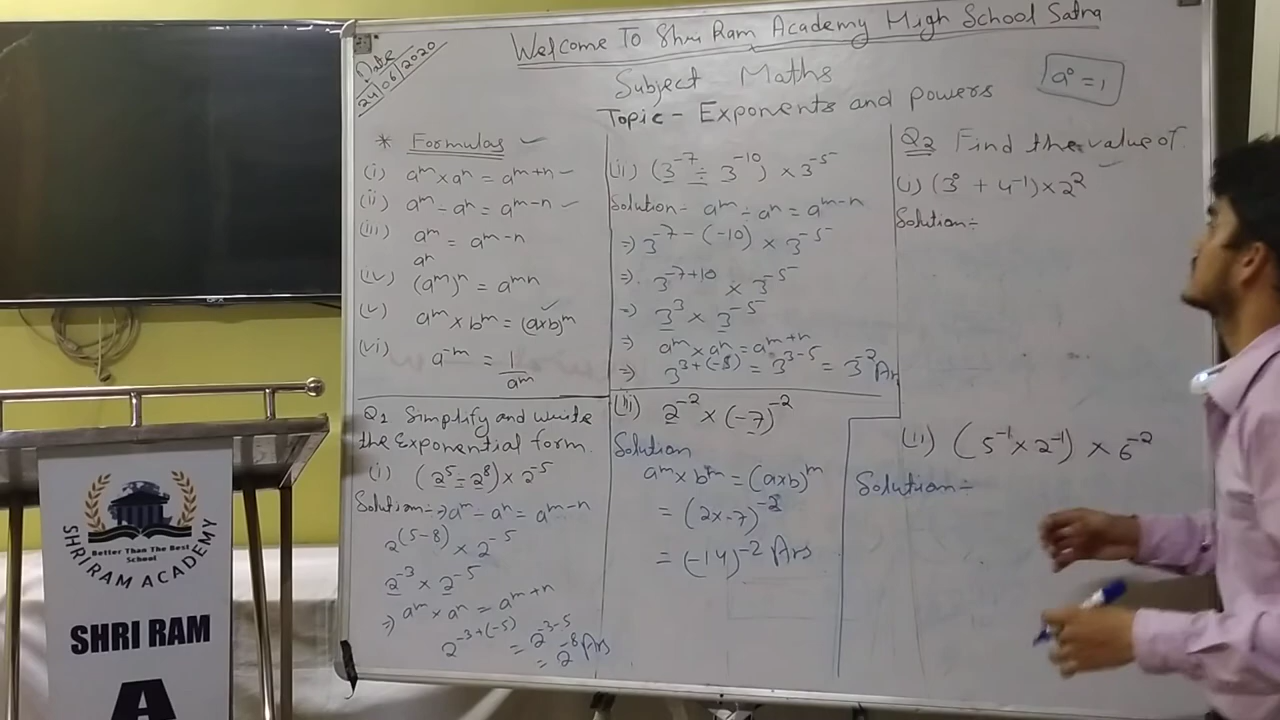 Date
24/06/2020
Welcome To Shri Ram Academy High School Satna
Subject Maths
Topic - Exponents and powers
a⁰ = 1
* Formulas
(i) aᵐ × aⁿ = aᵐ⁺ⁿ
(ii) aᵐ ÷ aⁿ = aᵐ⁻ⁿ
(iii) aᵐ/aⁿ = aᵐ⁻ⁿ
(iv) (aᵐ)ⁿ = aᵐⁿ
(v) aᵐ × bᵐ = (a×b)ᵐ
(vi) a⁻ᵐ = 1/aᵐ
Q1 Simplify and write
the Exponential form.
(i) (2⁵ ÷ 2⁸) × 2⁻⁵
Solution ⇒ aᵐ ÷ aⁿ = aᵐ⁻ⁿ
2⁽⁵⁻⁸⁾ × 2⁻⁵
2⁻³ × 2⁻⁵
⇒ aᵐ × aⁿ = aᵐ⁺ⁿ
2⁻³⁺⁽⁻⁵⁾ = 2⁻³⁻⁵
= 2⁻⁸ Ans
(ii) (3⁻⁷ ÷ 3⁻¹⁰) × 3⁻⁵
Solution - aᵐ ÷ aⁿ = aᵐ⁻ⁿ
⇒ 3⁻⁷⁻⁽⁻¹⁰⁾ × 3⁻⁵
⇒ 3⁻⁷⁺¹⁰ × 3⁻⁵
⇒ 3³ × 3⁻⁵
⇒ aᵐ × aⁿ = aᵐ⁺ⁿ
⇒ 3³⁺⁽⁻⁵⁾ = 3³⁻⁵ = 3⁻² An
(iii) 2⁻² × (-7)⁻²
Solution
aᵐ × bᵐ = (a×b)ᵐ
= (2×-7)⁻²
= (-14)⁻² Ans
Q2 Find the value of.
(i) (3⁰ + 4⁻¹) × 2²
Solution ÷
(ii) (5⁻¹ × 2⁻¹) × 6⁻²
Solution ÷
Better Than The Best
School
SHRIRAM ACADEMY
SHRI RAM
A